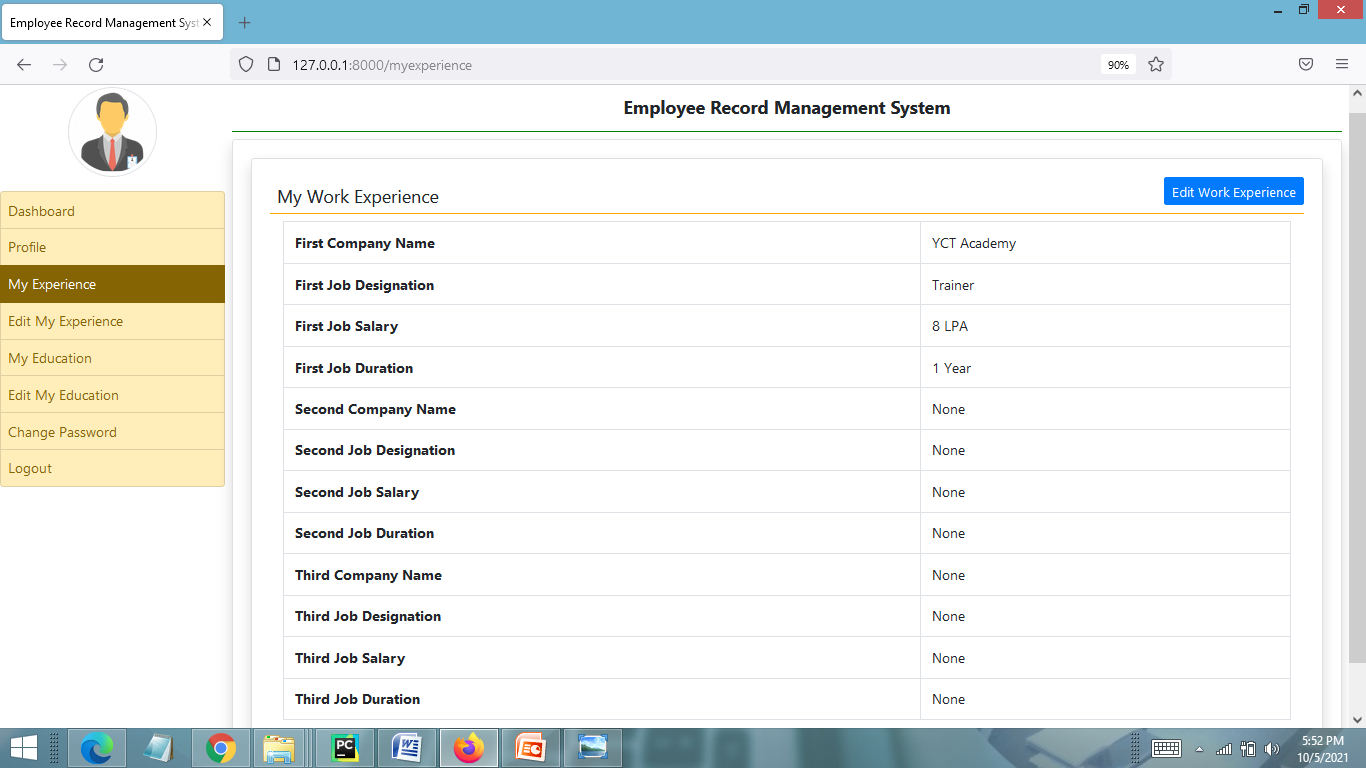 Employee Record Management Syst
127.0.0.1:8000/myexperience
90%
Employee Record Management System
Dashboard
Profile
My Experience
Edit My Experience
My Education
Edit My Education
Change Password
Logout
My Work Experience
Edit Work Experience
First Company Name YCT Academy
First Job Designation Trainer
First Job Salary 8 LPA
First Job Duration 1 Year
Second Company Name None
Second Job Designation None
Second Job Salary None
Second Job Duration None
Third Company Name None
Third Job Designation None
Third Job Salary None
Third Job Duration None
PC
W
P
5:52 PM
10/5/2021